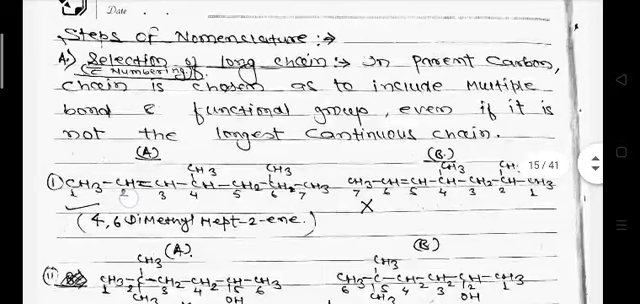 Date
Steps of Nomenclature :→
A.) Selection of long chain :→ In parent Carbon,
(& Numbering)
chain is chosen as to include Multiple
bond & functional group, even if it is
not the longest Continuous chain.
(A) (B)
CH3 CH3 CH3 CH
15 / 41
(i) CH3-CH=CH-CH-CH2-CH2-CH3 CH3-CH=CH-CH-CH2-CH-CH3
1 2 3 4 5 6 7 7 6 5 4 3 2 1
(4,6 DiMethyl Hept-2-ene.) X
(A) (B)
CH3 CH3
(ii) CH3-C-CH2-CH2-CH-CH3 CH3-C-CH2-CH2-CH-CH3
1 2 3 4 5 6 6 5 4 3 2 1
CH3 OH CH3 OH